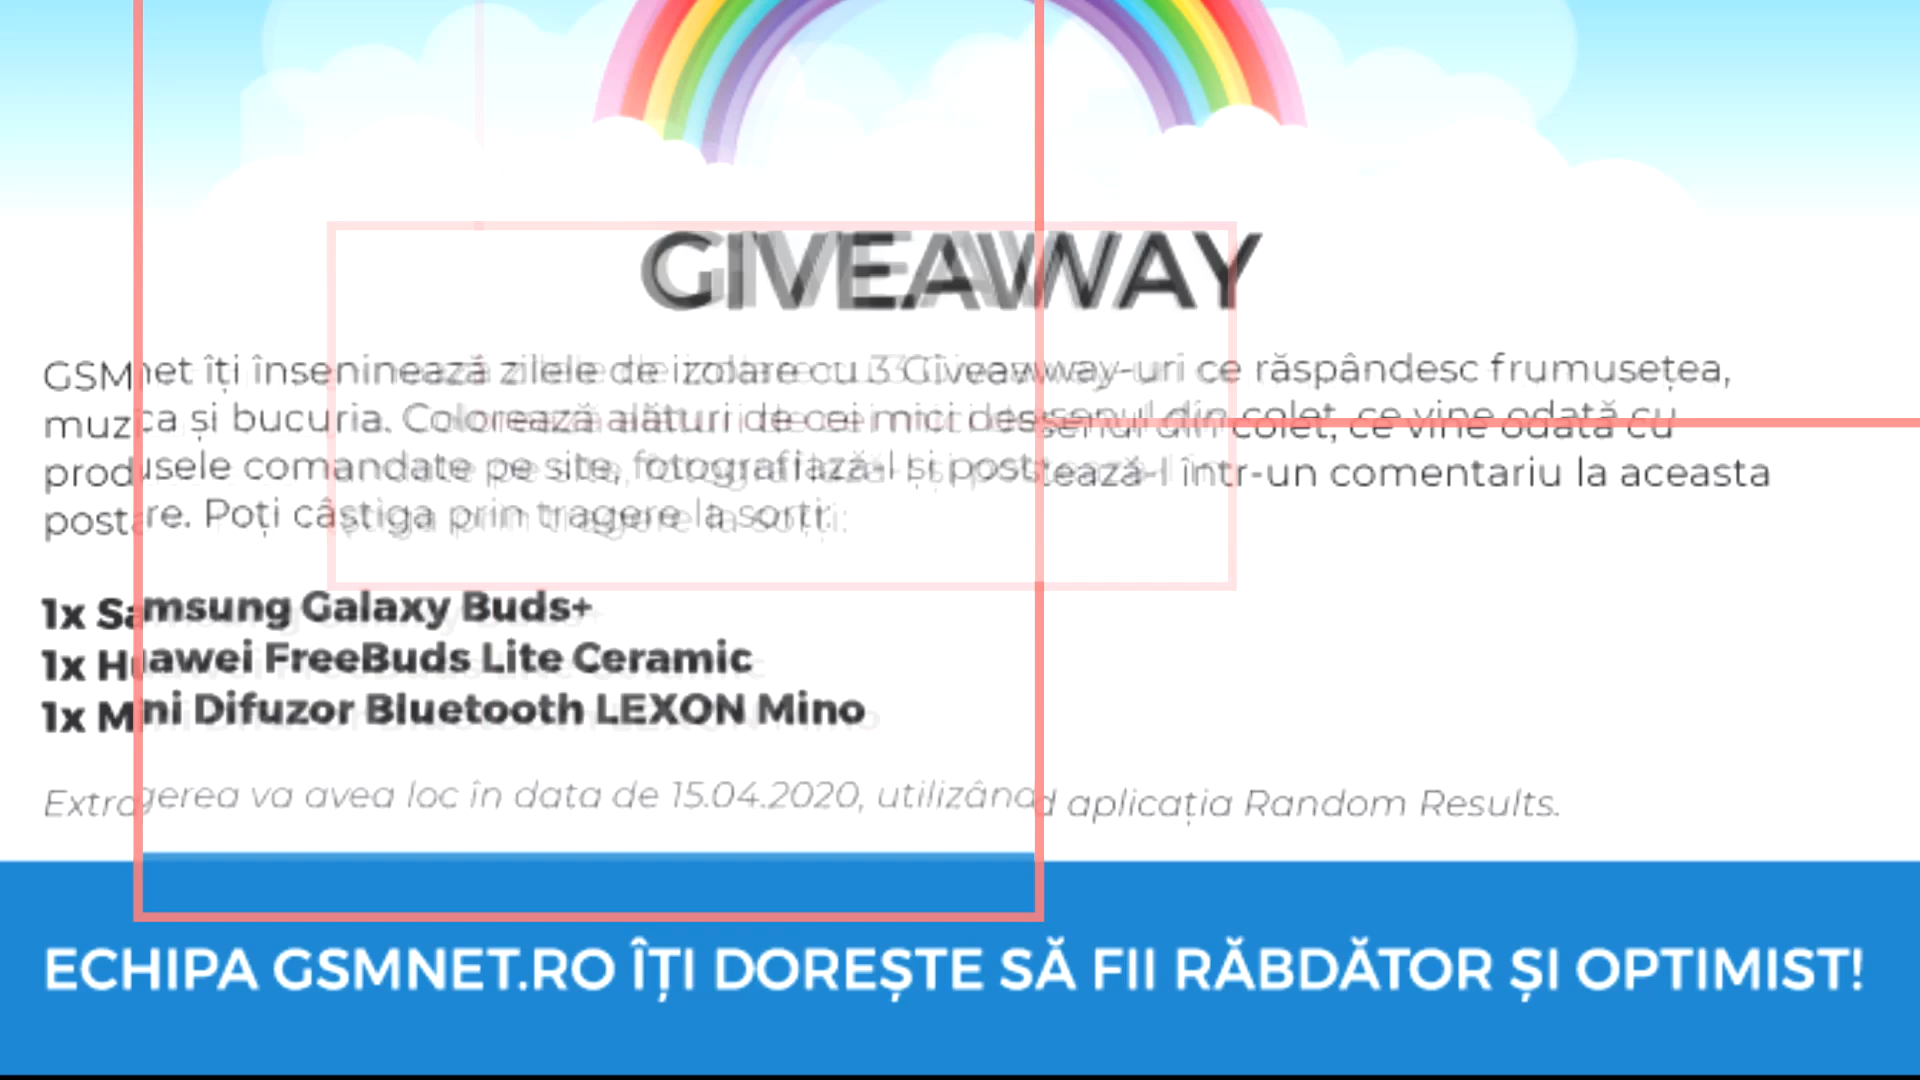 GIVEAWAY
GSMnet îți înseninează zilele de izolare cu 3 Giveaway-uri ce răspândesc frumusețea,
muzica și bucuria. Colorează alături de cei mici desenul din colet, ce vine odată cu
produsele comandate pe site, fotografiază-l și postează-l într-un comentariu la aceasta
postare. Poți câștiga prin tragere la sorți:
1x Samsung Galaxy Buds+
1x Huawei FreeBuds Lite Ceramic
1x Mini Difuzor Bluetooth LEXON Mino
Extragerea va avea loc în data de 15.04.2020, utilizând aplicația Random Results.
ECHIPA GSMNET.RO ÎȚI DOREȘTE SĂ FII RĂBDĂTOR ȘI OPTIMIST!